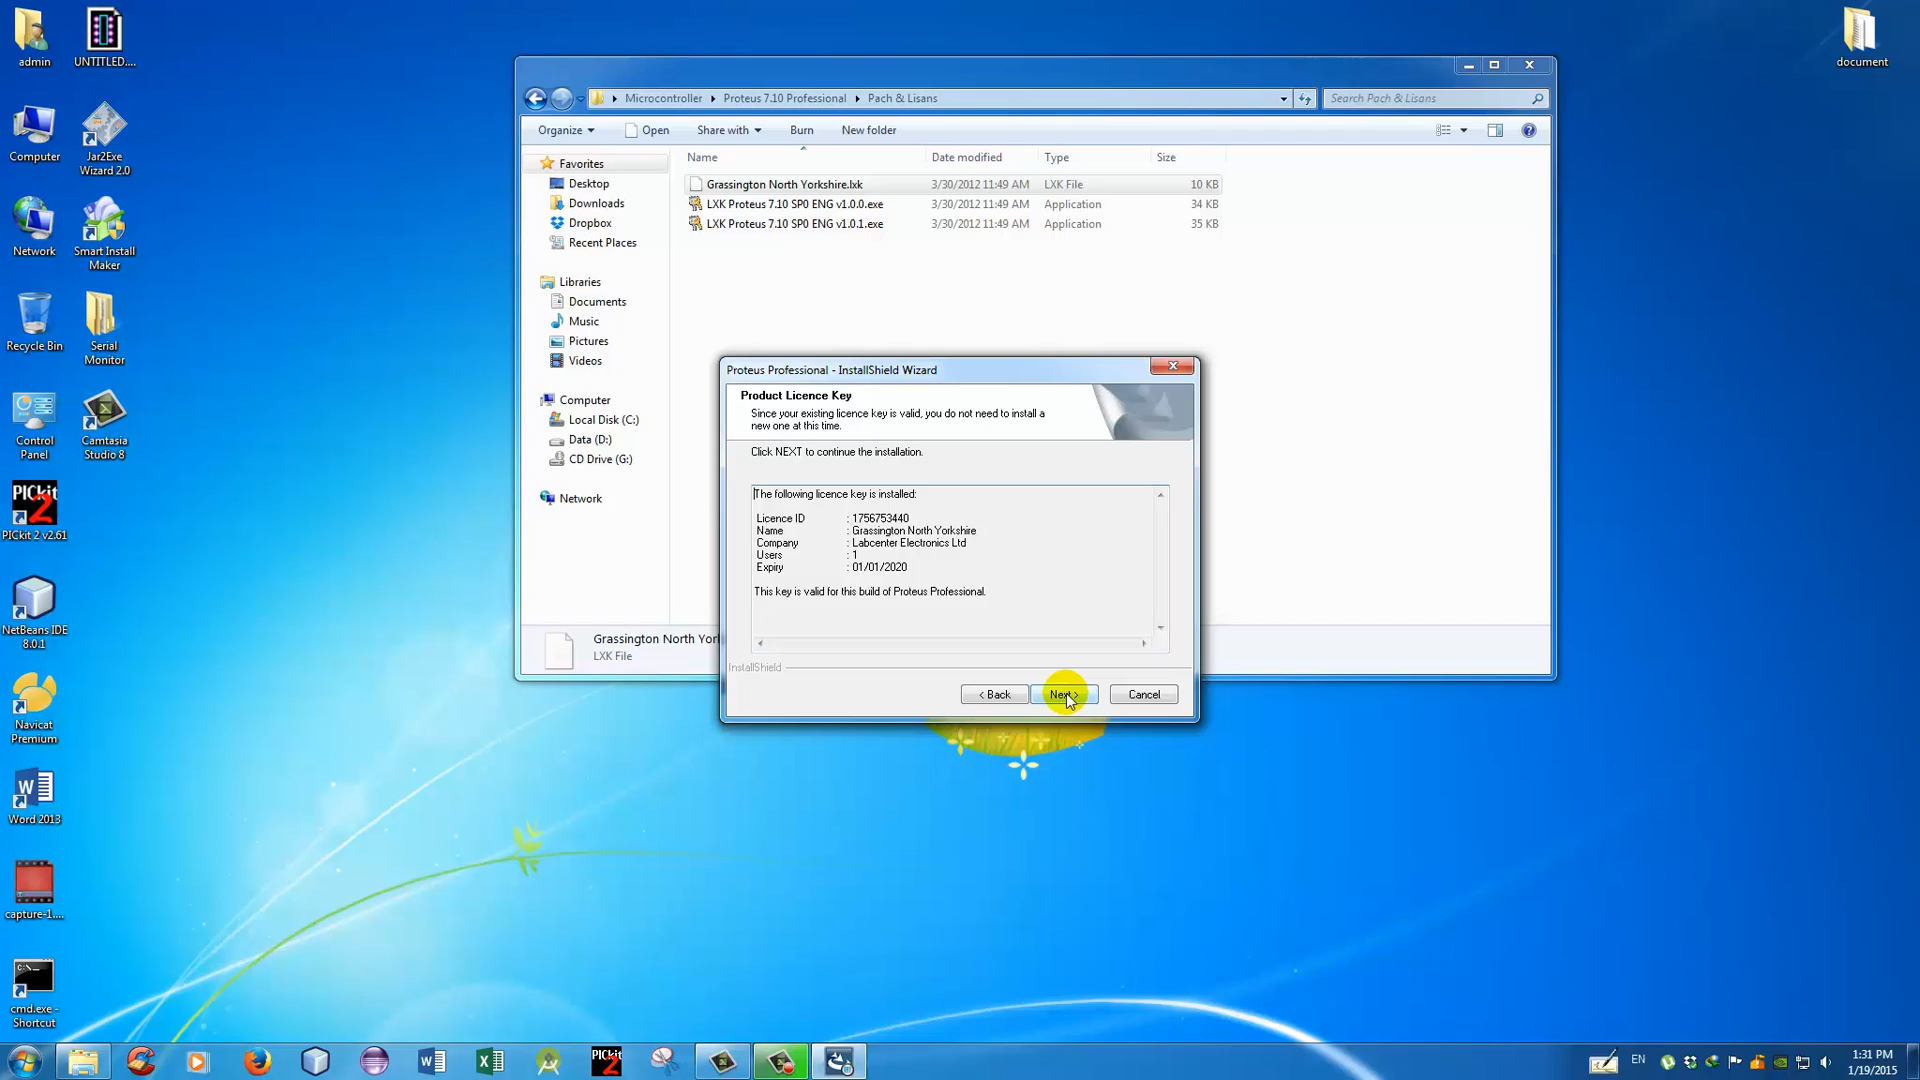 admin
UNTITLED....
document
Computer
Jar2Exe
Wizard 2.0
Network
Smart Install
Maker
Recycle Bin
Serial
Monitor
Control
Panel
Camtasia
Studio 8
PICkit
2
PICkit 2 v2.61
NetBeans IDE
8.0.1
Navicat
Premium
Word 2013
capture-1....
cmd.exe -
Shortcut
Microcontroller
Proteus 7.10 Professional
Pach & Lisans
Search Pach & Lisans
Organize
Open
Share with
Burn
New folder
Favorites
Desktop
Downloads
Dropbox
Recent Places
Libraries
Documents
Music
Pictures
Videos
Computer
Local Disk (C:)
Data (D:)
CD Drive (G:)
Network
Name Date modified Type Size
Grassington North Yorkshire.lxk 3/30/2012 11:49 AM LXK File 10 KB
LXK Proteus 7.10 SP0 ENG v1.0.0.exe 3/30/2012 11:49 AM Application 34 KB
LXK Proteus 7.10 SP0 ENG v1.0.1.exe 3/30/2012 11:49 AM Application 35 KB
Grassington North Yor
LXK File
Proteus Professional - InstallShield Wizard
Product Licence Key
Since your existing licence key is valid, you do not need to install a
new one at this time.
Click NEXT to continue the installation.
The following licence key is installed:
Licence ID : 1756753440
Name : Grassington North Yorkshire
Company : Labcenter Electronics Ltd
Users : 1
Expiry : 01/01/2020
This key is valid for this build of Proteus Professional.
InstallShield
< Back
Next >
Cancel
PICkit
2
EN
1:31 PM
1/19/2015